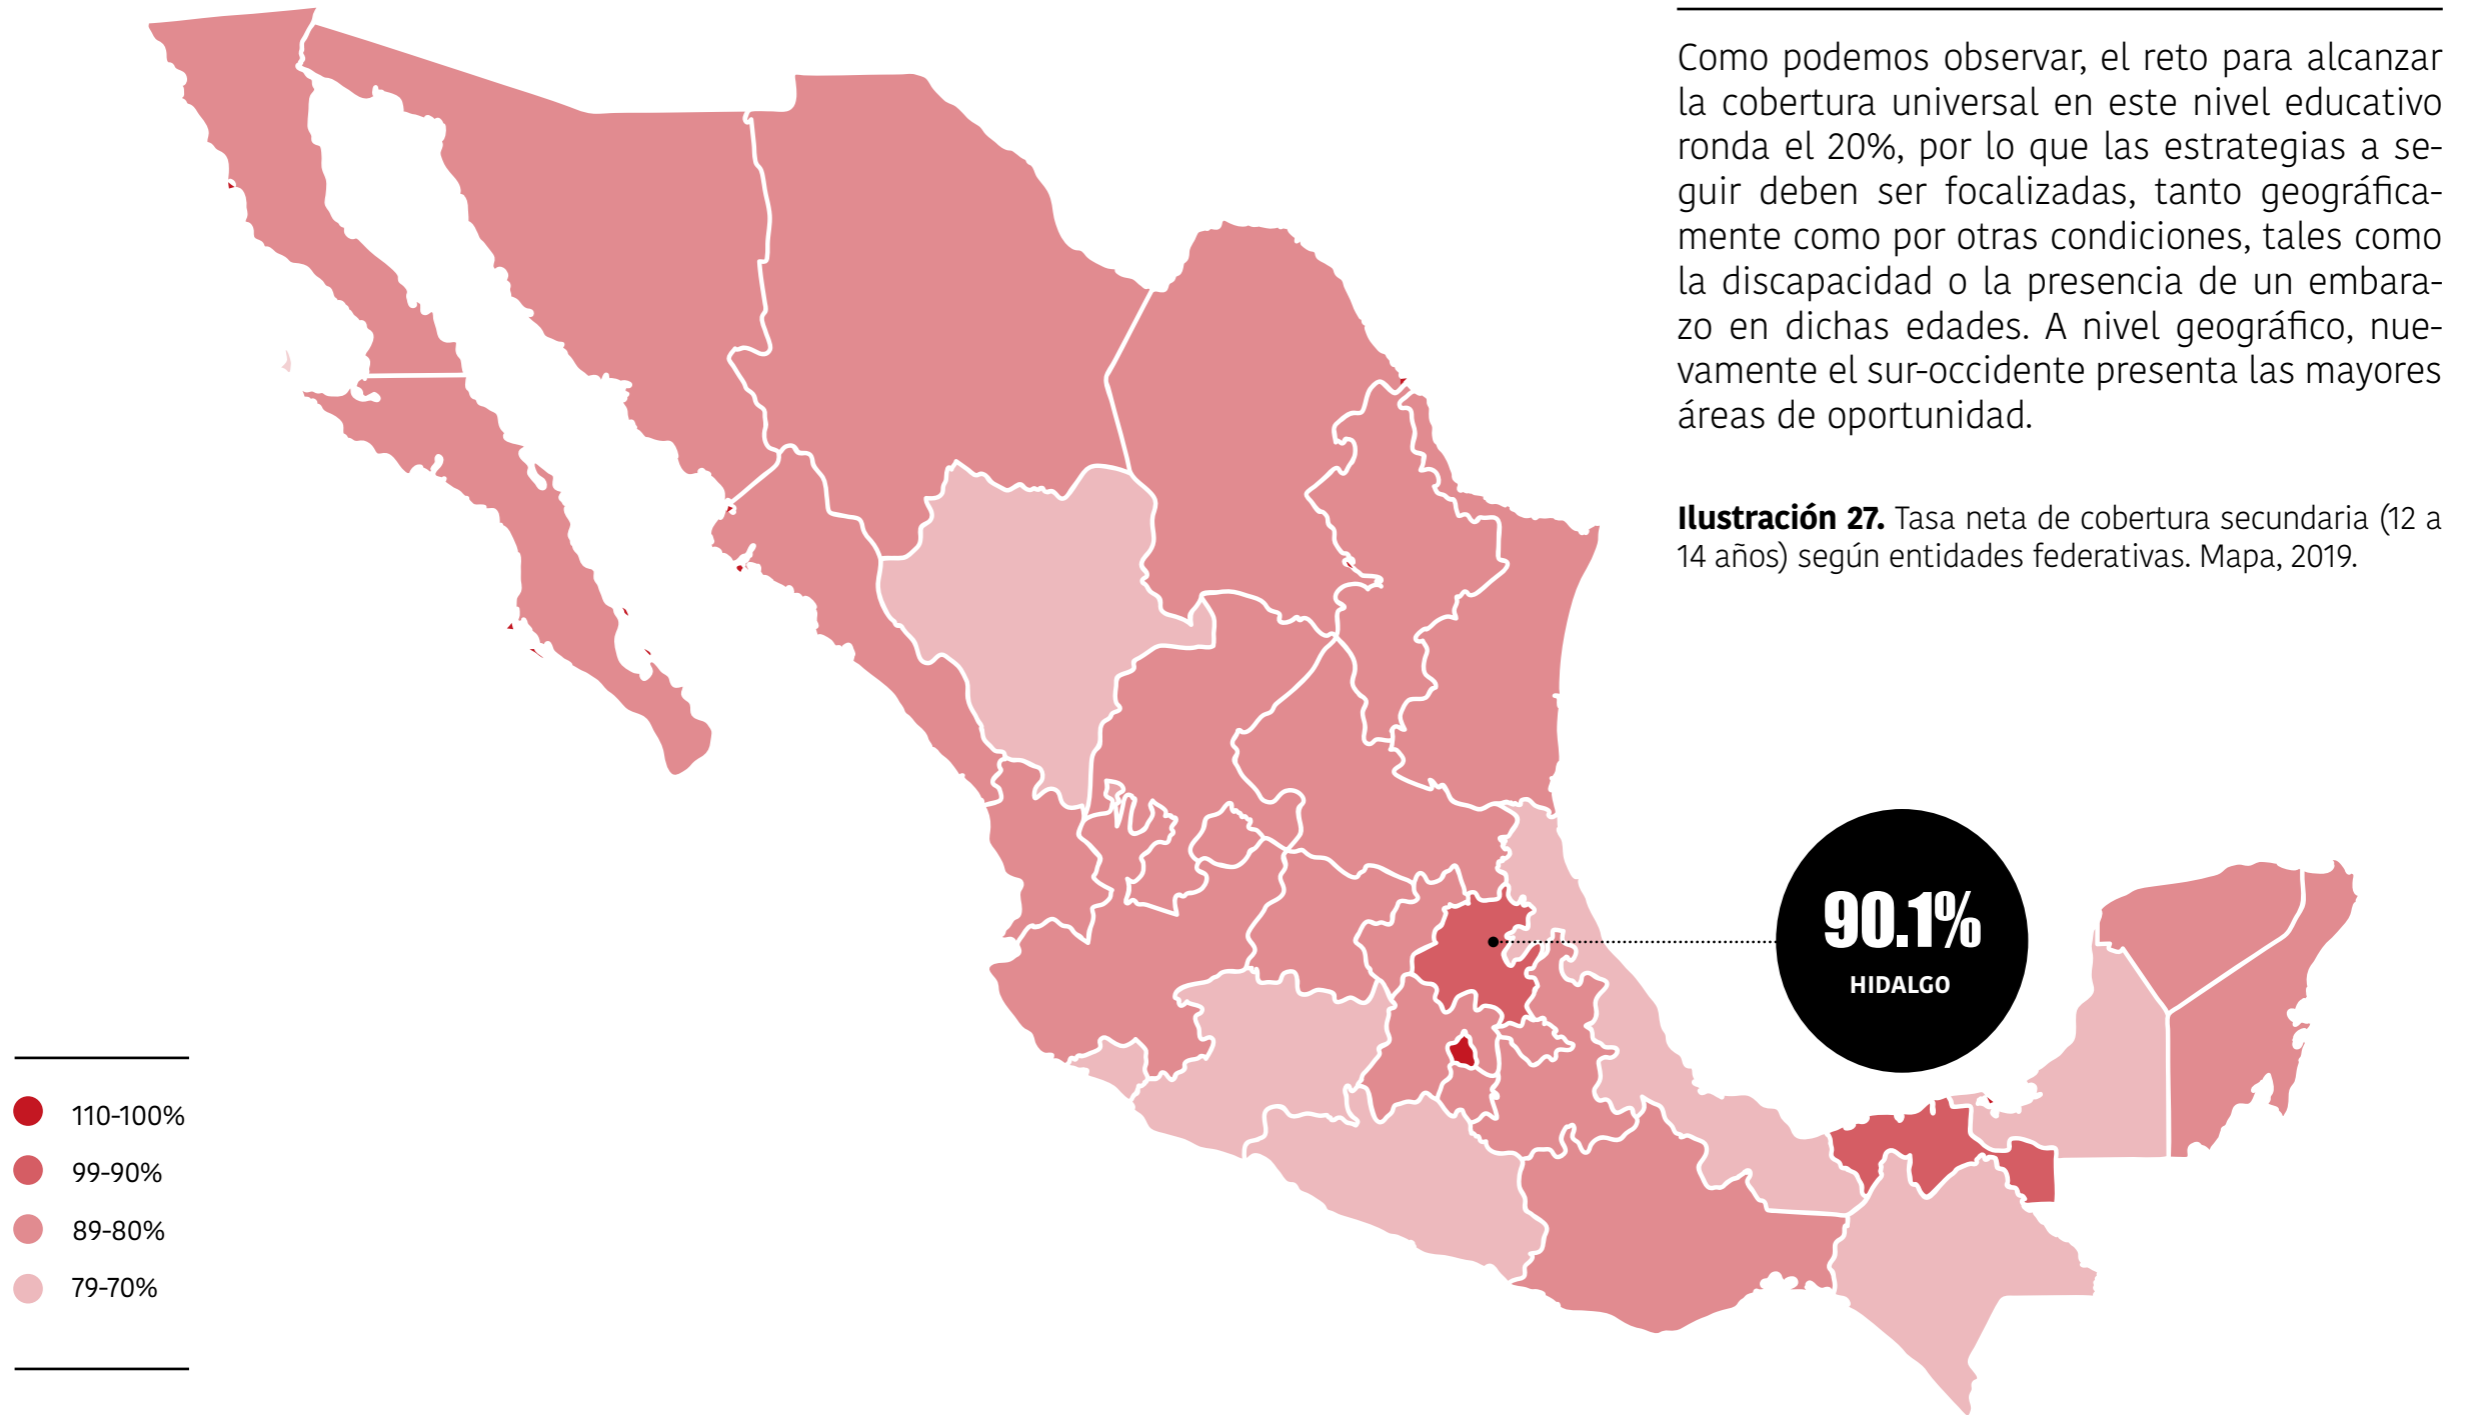 Como podemos observar, el reto para alcanzar
la cobertura universal en este nivel educativo
ronda el 20%, por lo que las estrategias a se-
guir deben ser focalizadas, tanto geográfica-
mente como por otras condiciones, tales como
la discapacidad o la presencia de un embara-
zo en dichas edades. A nivel geográfico, nue-
vamente el sur-occidente presenta las mayores
áreas de oportunidad.
Ilustración 27. Tasa neta de cobertura secundaria (12 a
14 años) según entidades federativas. Mapa, 2019.
90.1%
HIDALGO
110-100%
99-90%
89-80%
79-70%